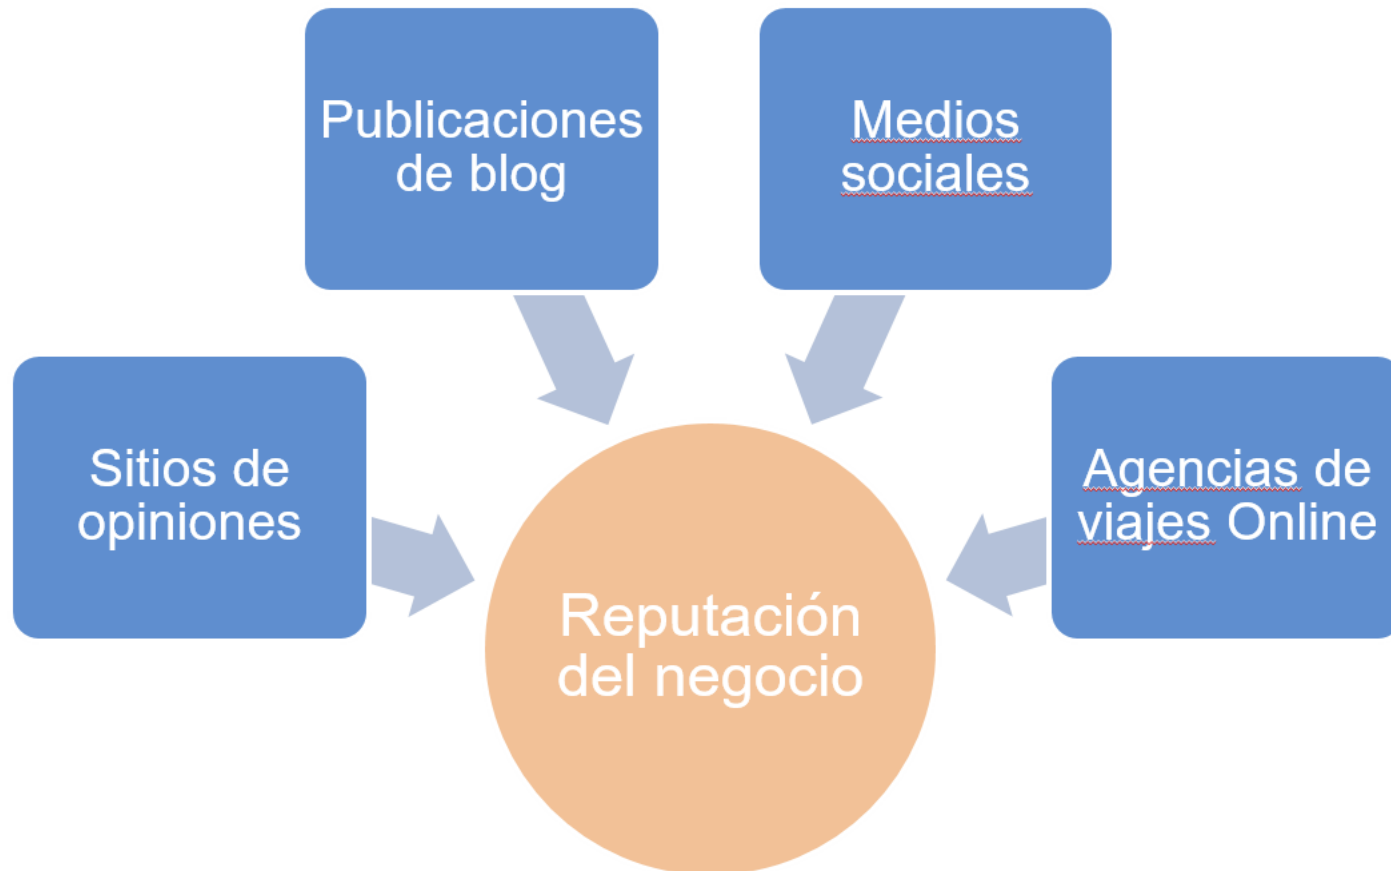 Publicaciones
de blog
Medios
sociales
Sitios de
opiniones
Agencias de
viajes Online
Reputación
del negocio